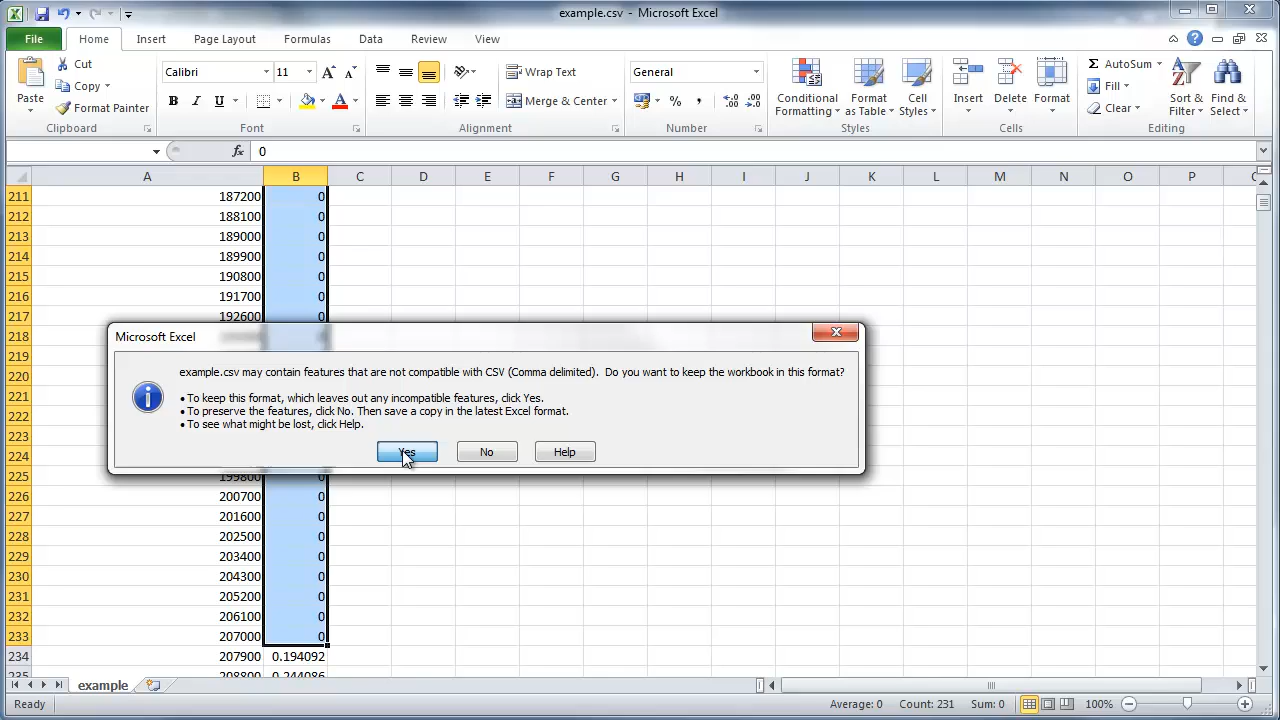 example.csv - Microsoft Excel
File Home Insert Page Layout Formulas Data Review View
Paste
Cut
Copy
Format Painter
Clipboard
Calibri 11
B I U
Font
Wrap Text
Merge & Center
Alignment
General
% ,
Number
Conditional Formatting
Format as Table
Cell Styles
Styles
Insert Delete Format
Cells
Σ AutoSum
Fill
Clear
Sort & Filter
Find & Select
Editing
fx 0
A B C D E F G H I J K L M N O P
211 187200 0
212 188100 0
213 189000 0
214 189900 0
215 190800 0
216 191700 0
217 192600 0
218
219
220
221
222
223
224
Microsoft Excel
example.csv may contain features that are not compatible with CSV (Comma delimited). Do you want to keep the workbook in this format?
• To keep this format, which leaves out any incompatible features, click Yes.
• To preserve the features, click No. Then save a copy in the latest Excel format.
• To see what might be lost, click Help.
Yes No Help
225 199800 0
226 200700 0
227 201600 0
228 202500 0
229 203400 0
230 204300 0
231 205200 0
232 206100 0
233 207000 0
234 207900 0.194092
235 208800 0.244086
example
Ready Average: 0 Count: 231 Sum: 0 100%